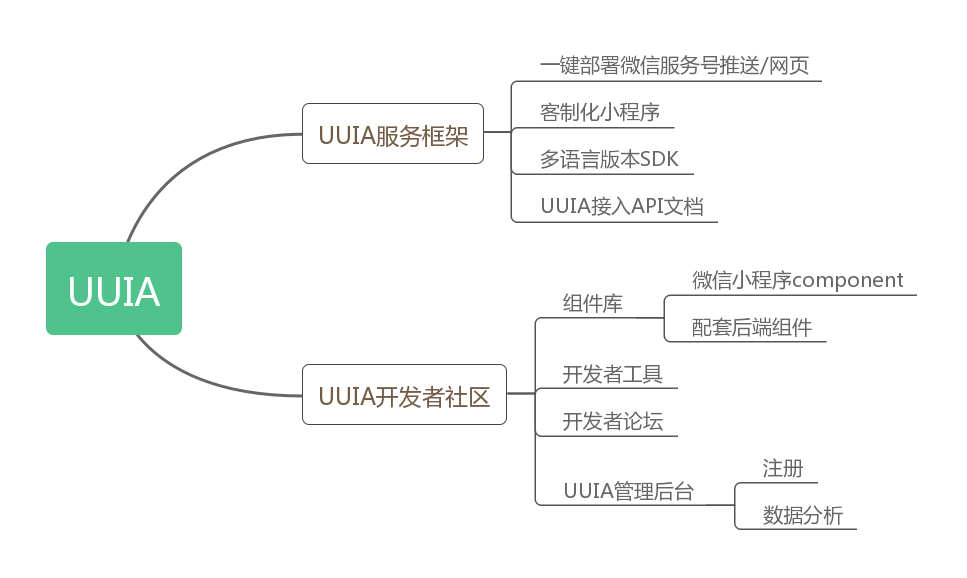 UUIA
UUIA服务框架
一键部署微信服务号推送/网页
客制化小程序
多语言版本SDK
UUIA接入API文档
UUIA开发者社区
组件库
微信小程序component
配套后端组件
开发者工具
开发者论坛
UUIA管理后台
注册
数据分析